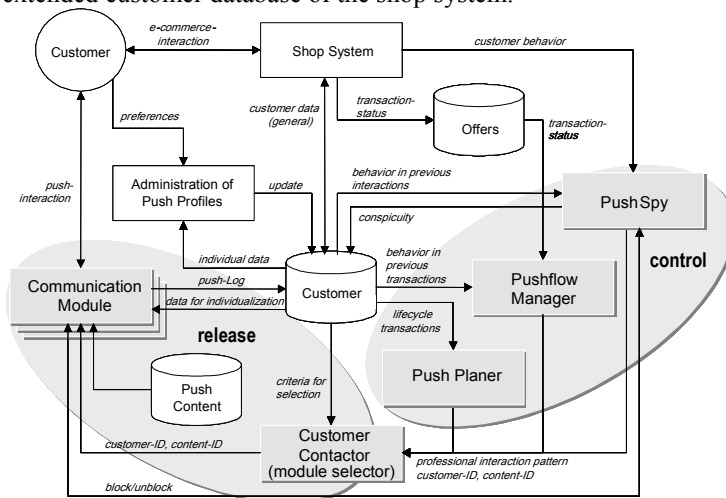 extended customer database of the shop system.
Customer
e-commerce-
interaction
Shop System
customer behavior
customer data
(general)
transaction-
status
Offers
transaction-
status
preferences
push-
interaction
Administration of
Push Profiles
update
behavior in previous
interactions
conspicuity
PushSpy
control
individual data
Communication
Module
push-Log
data for individualization
Customer
behavior in
previous
transactions
Pushflow
Manager
lifecycle
transactions
release
Push
Content
Push Planer
criteria for
selection
customer-ID, content-ID
Customer
Contactor
(module selector)
professional interaction pattern
customer-ID, content-ID
block/unblock